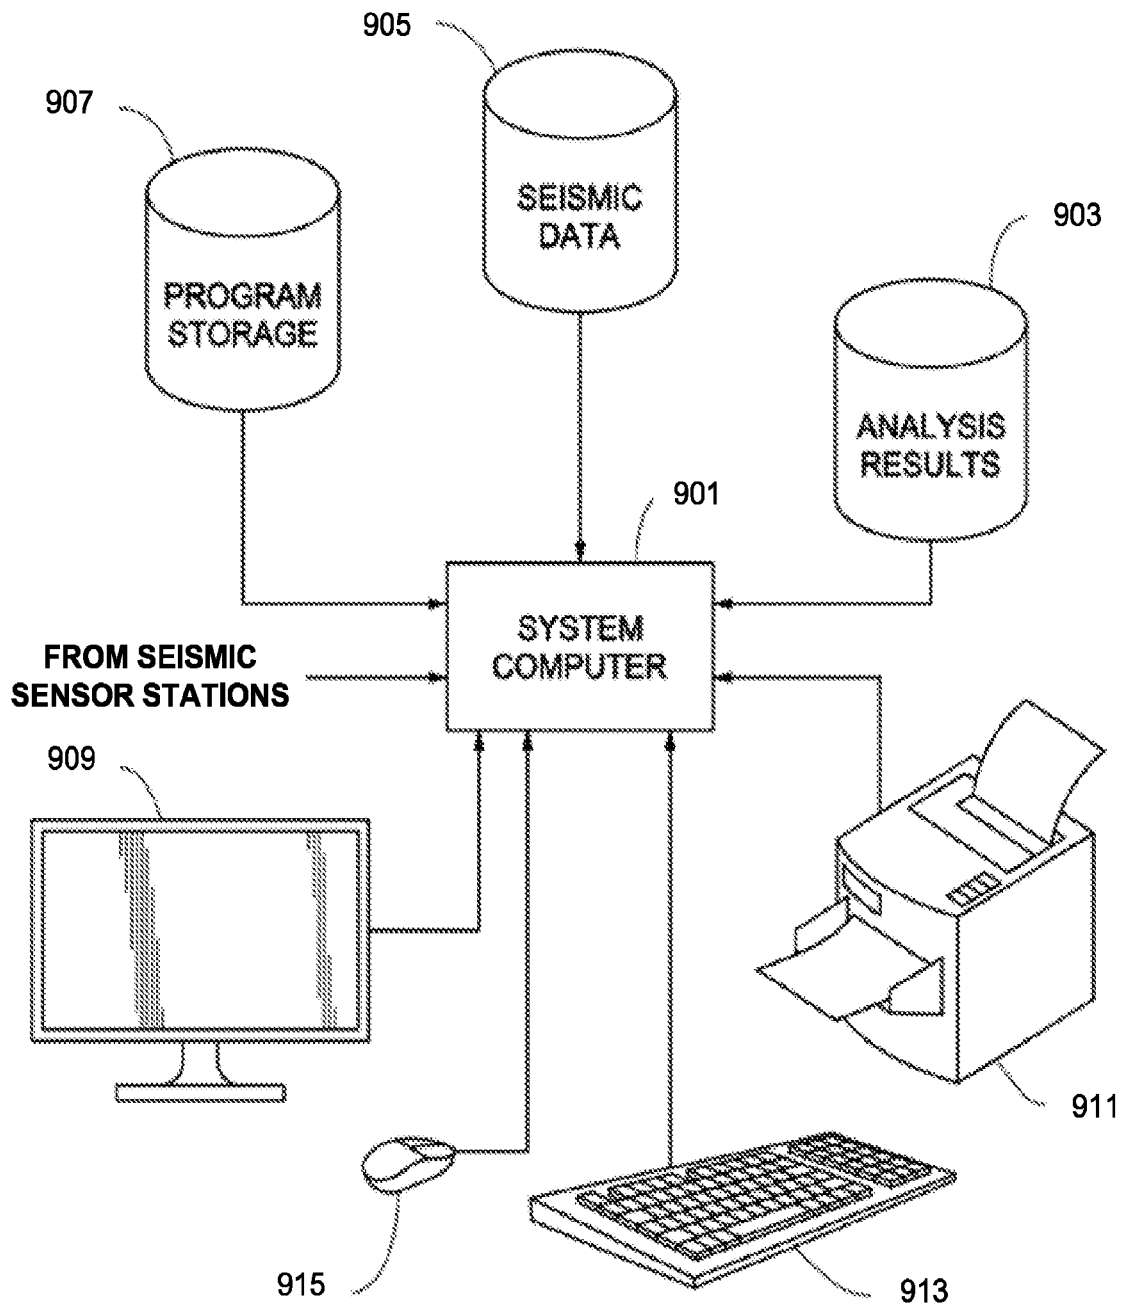 905
907
SEISMIC
DATA
903
PROGRAM
STORAGE
ANALYSIS
RESULTS
901
SYSTEM
COMPUTER
FROM SEISMIC
SENSOR STATIONS
909
911
915
913